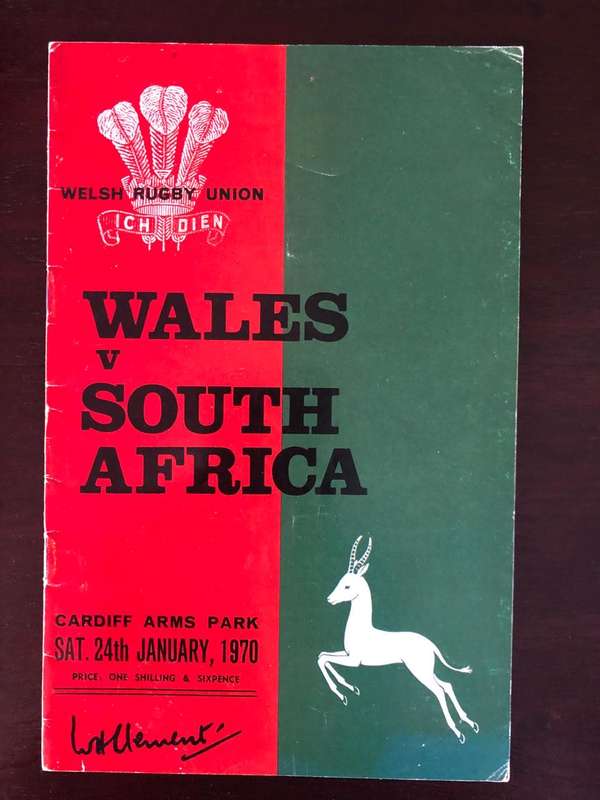 WELSH RUGBY UNION
ICH DIEN
WALES
v
SOUTH
AFRICA
CARDIFF ARMS PARK
SAT. 24th JANUARY, 1970
PRICE: ONE SHILLING & SIXPENCE
WHClement